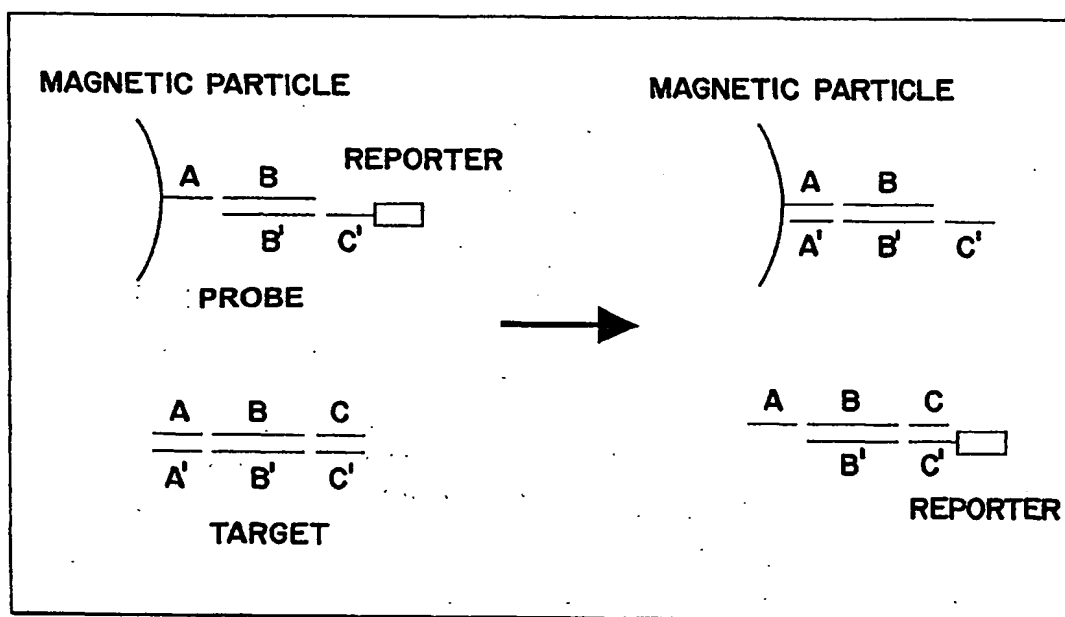 MAGNETIC PARTICLE
A B REPORTER
B' C'
PROBE
A B C
A' B' C'
TARGET
MAGNETIC PARTICLE
A B
A' B' C'
A B C
B' C'
REPORTER